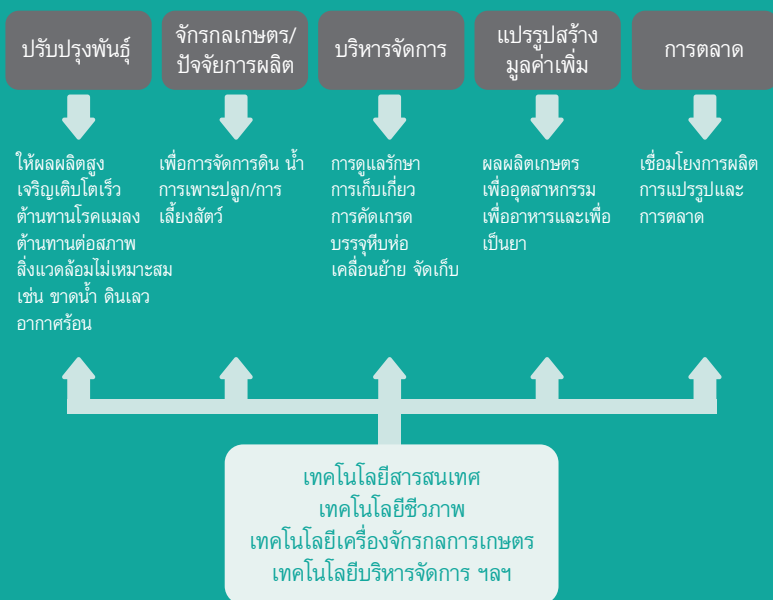 ปรับปรุงพันธุ์
จักรกลเกษตร/
ปัจจัยการผลิต
บริหารจัดการ
แปรรูปสร้าง
มูลค่าเพิ่ม
การตลาด
ให้ผลผลิตสูง
เจริญเติบโตเร็ว
ต้านทานโรคแมลง
ต้านทานต่อสภาพ
สิ่งแวดล้อมไม่เหมาะสม
เช่น ขาดน้ำ ดินเลว
อากาศร้อน
เพื่อการจัดการดิน น้ำ
การเพาะปลูก/การ
เลี้ยงสัตว์
การดูแลรักษา
การเก็บเกี่ยว
การคัดเกรด
บรรจุหีบห่อ
เคลื่อนย้าย จัดเก็บ
ผลผลิตเกษตร
เพื่ออุตสาหกรรม
เพื่ออาหารและเพื่อ
เป็นยา
เชื่อมโยงการผลิต
การแปรรูปและ
การตลาด
เทคโนโลยีสารสนเทศ
เทคโนโลยีชีวภาพ
เทคโนโลยีเครื่องจักรกลการเกษตร
เทคโนโลยีบริหารจัดการ ฯลฯ